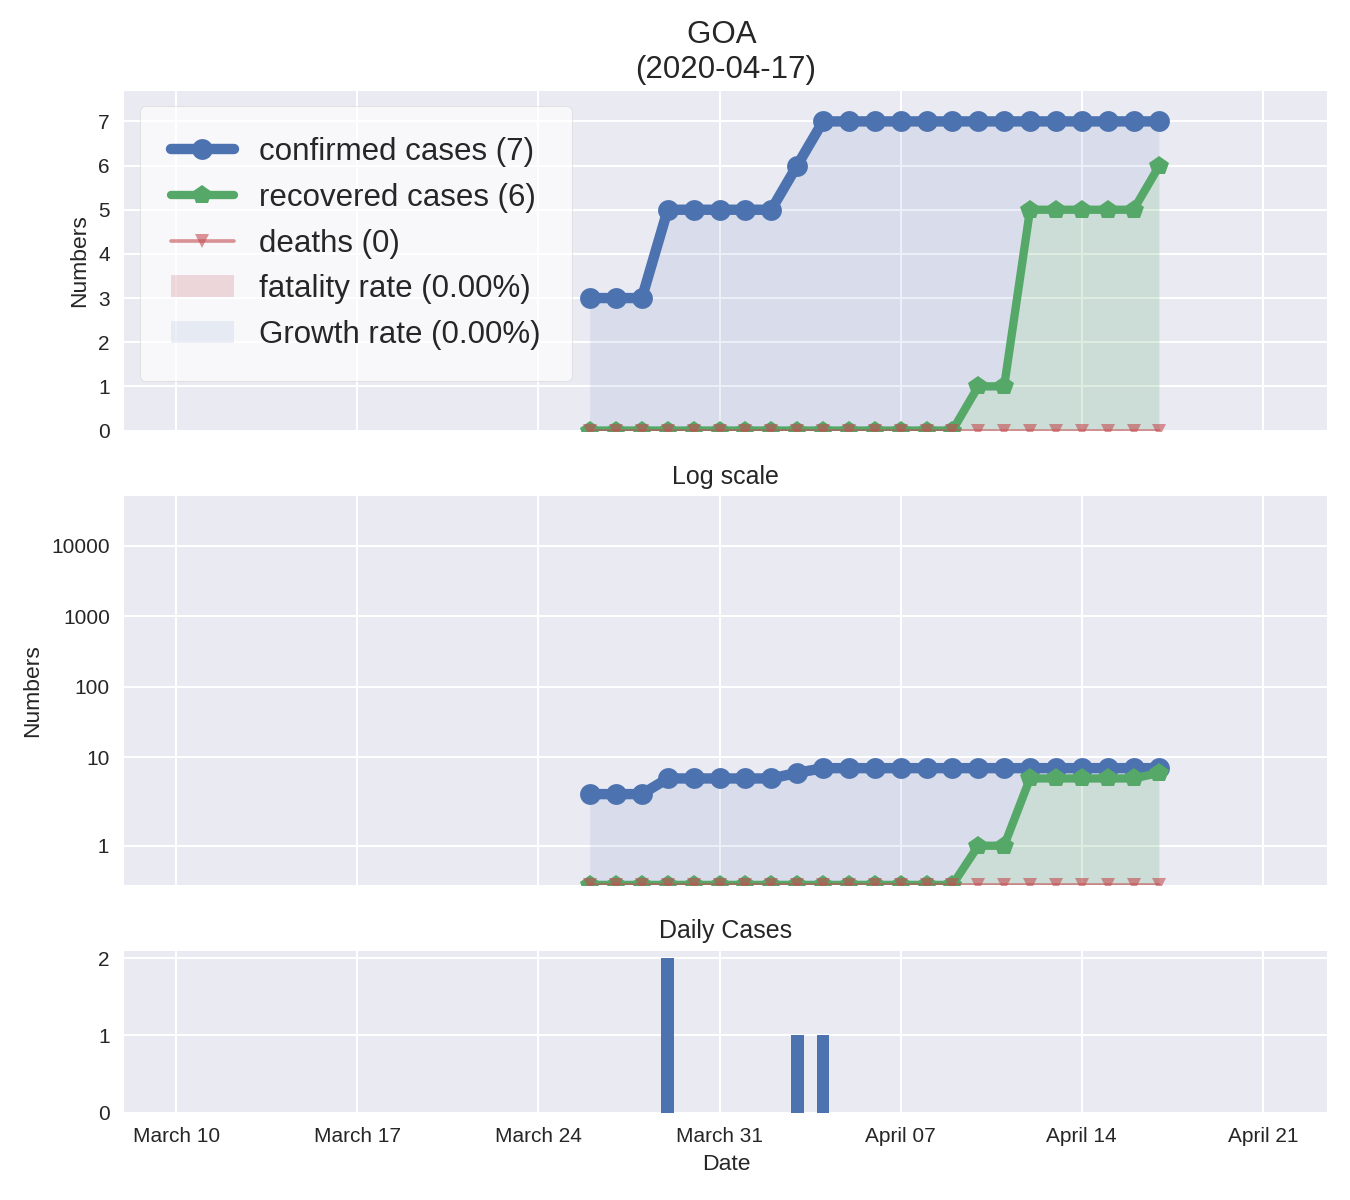 GOA
(2020-04-17)
7
6
5
4
3
2
1
0
Numbers
confirmed cases (7)
recovered cases (6)
deaths (0)
fatality rate (0.00%)
Growth rate (0.00%)
Log scale
10000
1000
100
10
1
Numbers
Daily Cases
2
1
0
March 10 March 17 March 24 March 31 April 07 April 14 April 21
Date